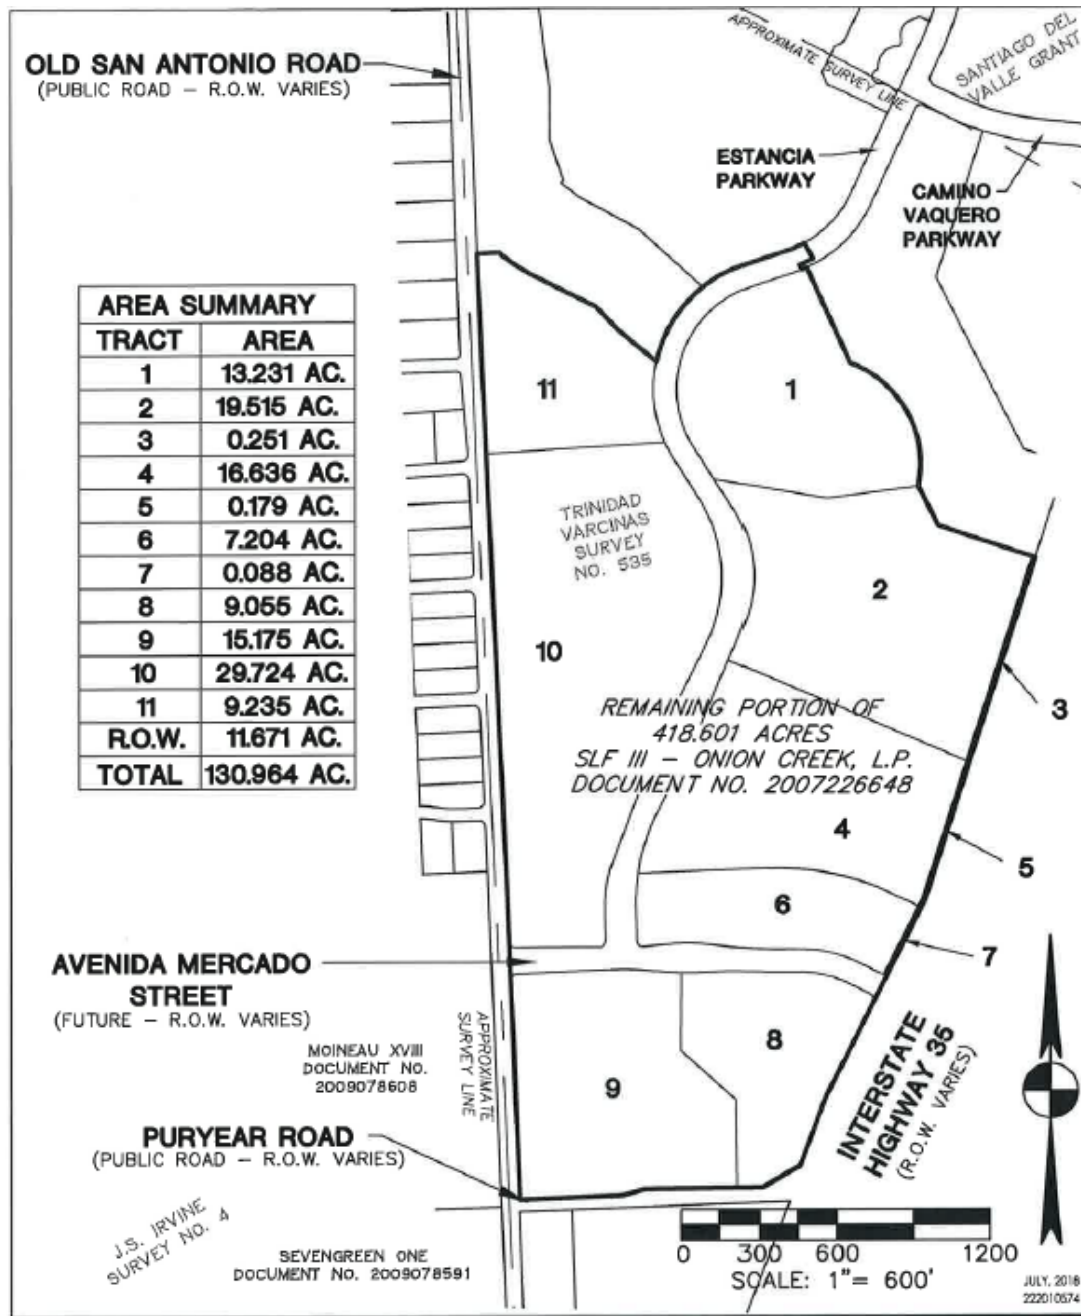 OLD SAN ANTONIO ROAD
(PUBLIC ROAD – R.O.W. VARIES)
APPROXIMATE SURVEY LINE
SANTIAGO DEL
VALLE GRANT
ESTANCIA
PARKWAY
CAMINO
VAQUERO
PARKWAY
AREA SUMMARY
TRACT AREA
1 13.231 AC.
2 19.515 AC.
3 0.251 AC.
4 16.636 AC.
5 0.179 AC.
6 7.204 AC.
7 0.088 AC.
8 9.055 AC.
9 15.175 AC.
10 29.724 AC.
11 9.235 AC.
R.O.W. 11.671 AC.
TOTAL 130.964 AC.
11
1
TRINIDAD
VARCINAS
SURVEY
NO. 535
2
10
REMAINING PORTION OF
418.601 ACRES
SLF III – ONION CREEK, L.P.
DOCUMENT NO. 2007226648
3
4
5
6
7
AVENIDA MERCADO
STREET
(FUTURE – R.O.W. VARIES)
MOINEAU XVIII
DOCUMENT NO.
2009078608
APPROXIMATE
SURVEY LINE
8
9
INTERSTATE
HIGHWAY 35
(R.O.W. VARIES)
PURYEAR ROAD
(PUBLIC ROAD – R.O.W. VARIES)
J.S. IRVINE
SURVEY NO. 4
SEVENGREEN ONE
DOCUMENT NO. 2009078591
0 300 600 1200
SCALE: 1"= 600'
JULY, 2018
222010574